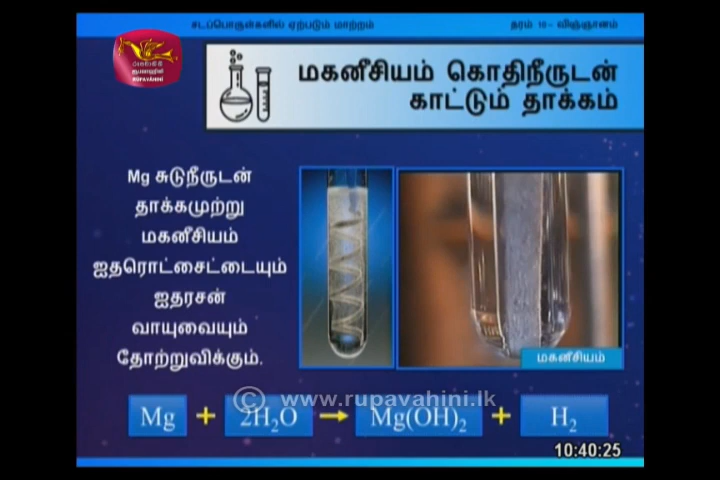 சடப்பொருள்களில் ஏற்படும் மாற்றம்
தரம் 10 – விஞ்ஞானம்
RUPAVAHINI
மகனீசியம் கொதிநீருடன்
காட்டும் தாக்கம்
Mg சுடுநீருடன்
தாக்கமுற்று
மகனீசியம்
ஐதரொட்சைட்டையும்
ஐதரசன்
வாயுவையும்
தோற்றுவிக்கும்.
மகனீசியம்
© www.rupavahini.lk
Mg + 2H₂O → Mg(OH)₂ + H₂
10:40:25